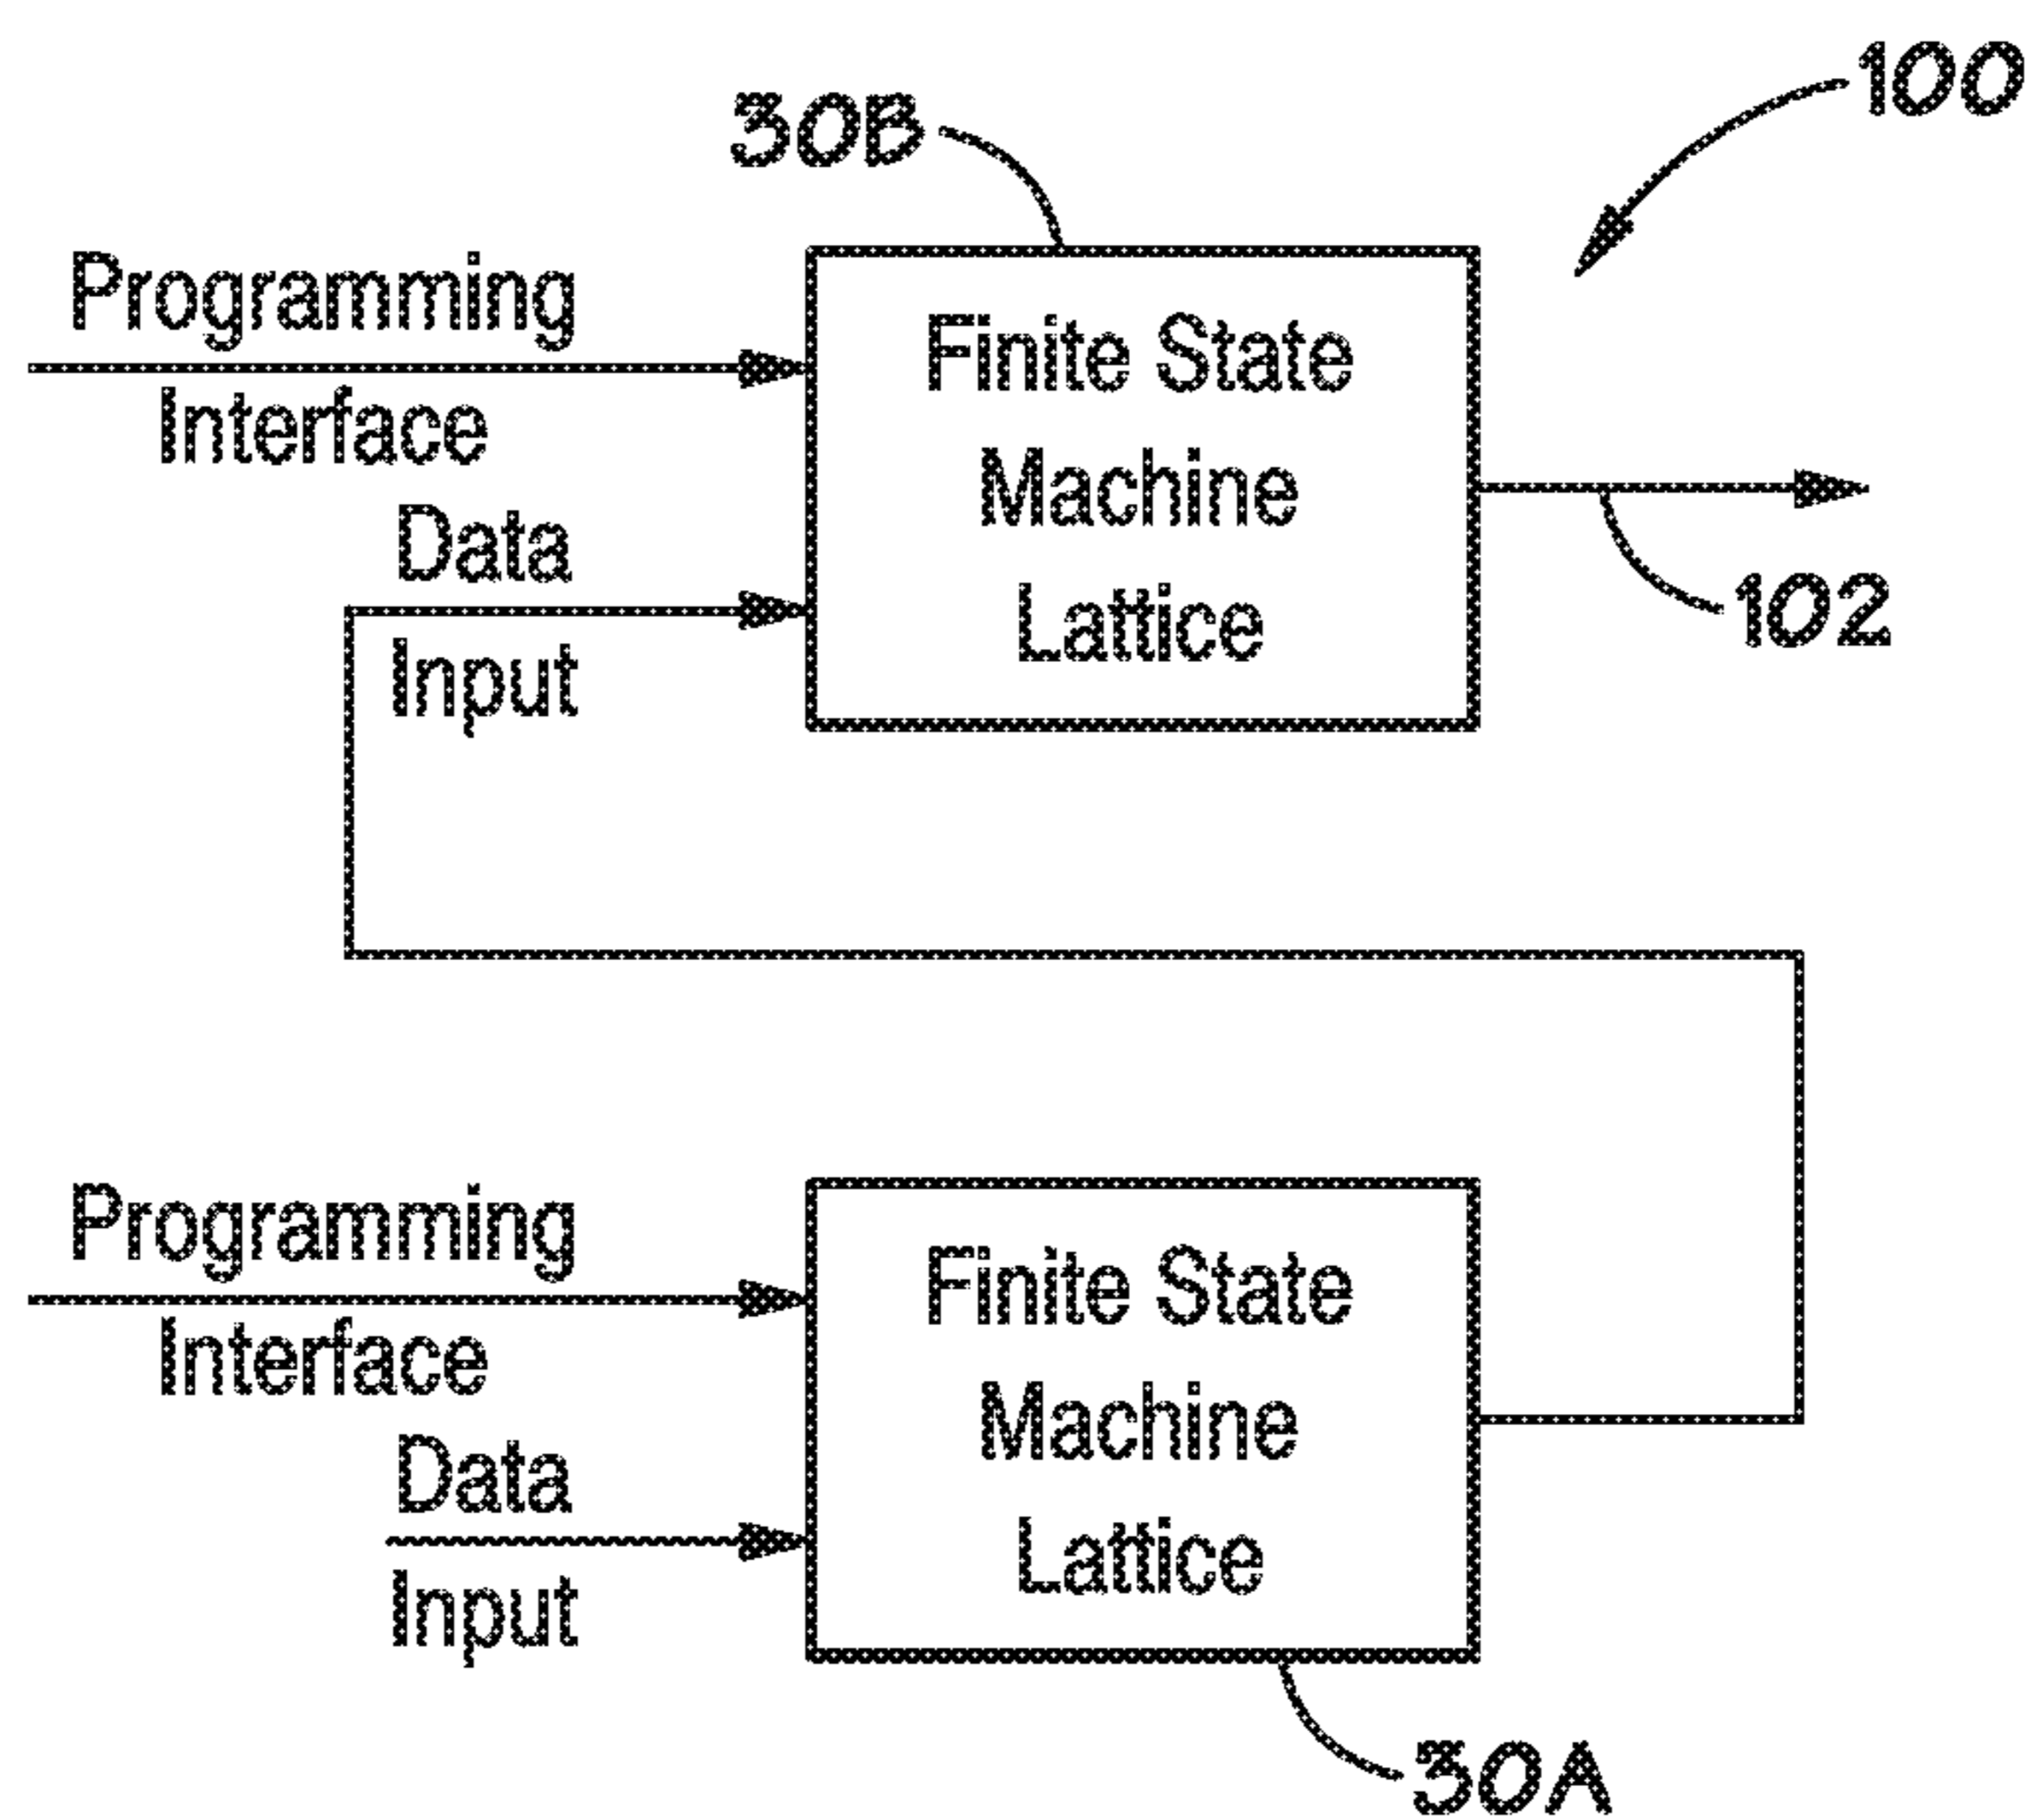 100
30B
Programming
Interface
Data
Input
Finite State
Machine
Lattice
102
Programming
Interface
Data
Input
Finite State
Machine
Lattice
30A